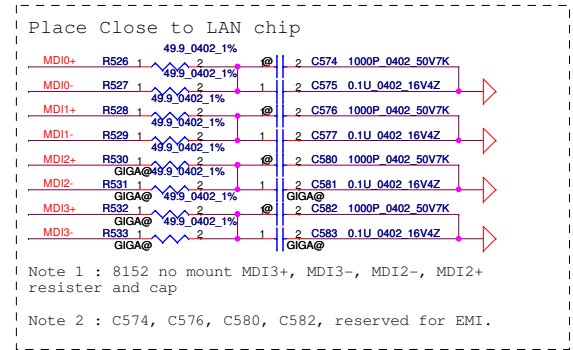 Place Close to LAN chip
49.9_0402_1%
MDI0+ R526 1 2 1 @ 2 C574 1000P_0402_50V7K
49.9_0402_1%
MDI0- R527 1 2 1 2 C575 0.1U_0402_16V4Z
49.9_0402_1%
MDI1+ R528 1 2 1 @ 2 C576 1000P_0402_50V7K
49.9_0402_1%
MDI1- R529 1 2 1 2 C577 0.1U_0402_16V4Z
49.9_0402_1%
MDI2+ R530 1 2 1 @ 2 C580 1000P_0402_50V7K
GIGA@ 49.9_0402_1%
MDI2- R531 1 2 1 2 C581 0.1U_0402_16V4Z
GIGA@ 49.9_0402_1% GIGA@
MDI3+ R532 1 2 1 @ 2 C582 1000P_0402_50V7K
GIGA@ 49.9_0402_1%
MDI3- R533 1 2 1 2 C583 0.1U_0402_16V4Z
GIGA@ GIGA@
Note 1 : 8152 no mount MDI3+, MDI3-, MDI2-, MDI2+
resister and cap
Note 2 : C574, C576, C580, C582, reserved for EMI.